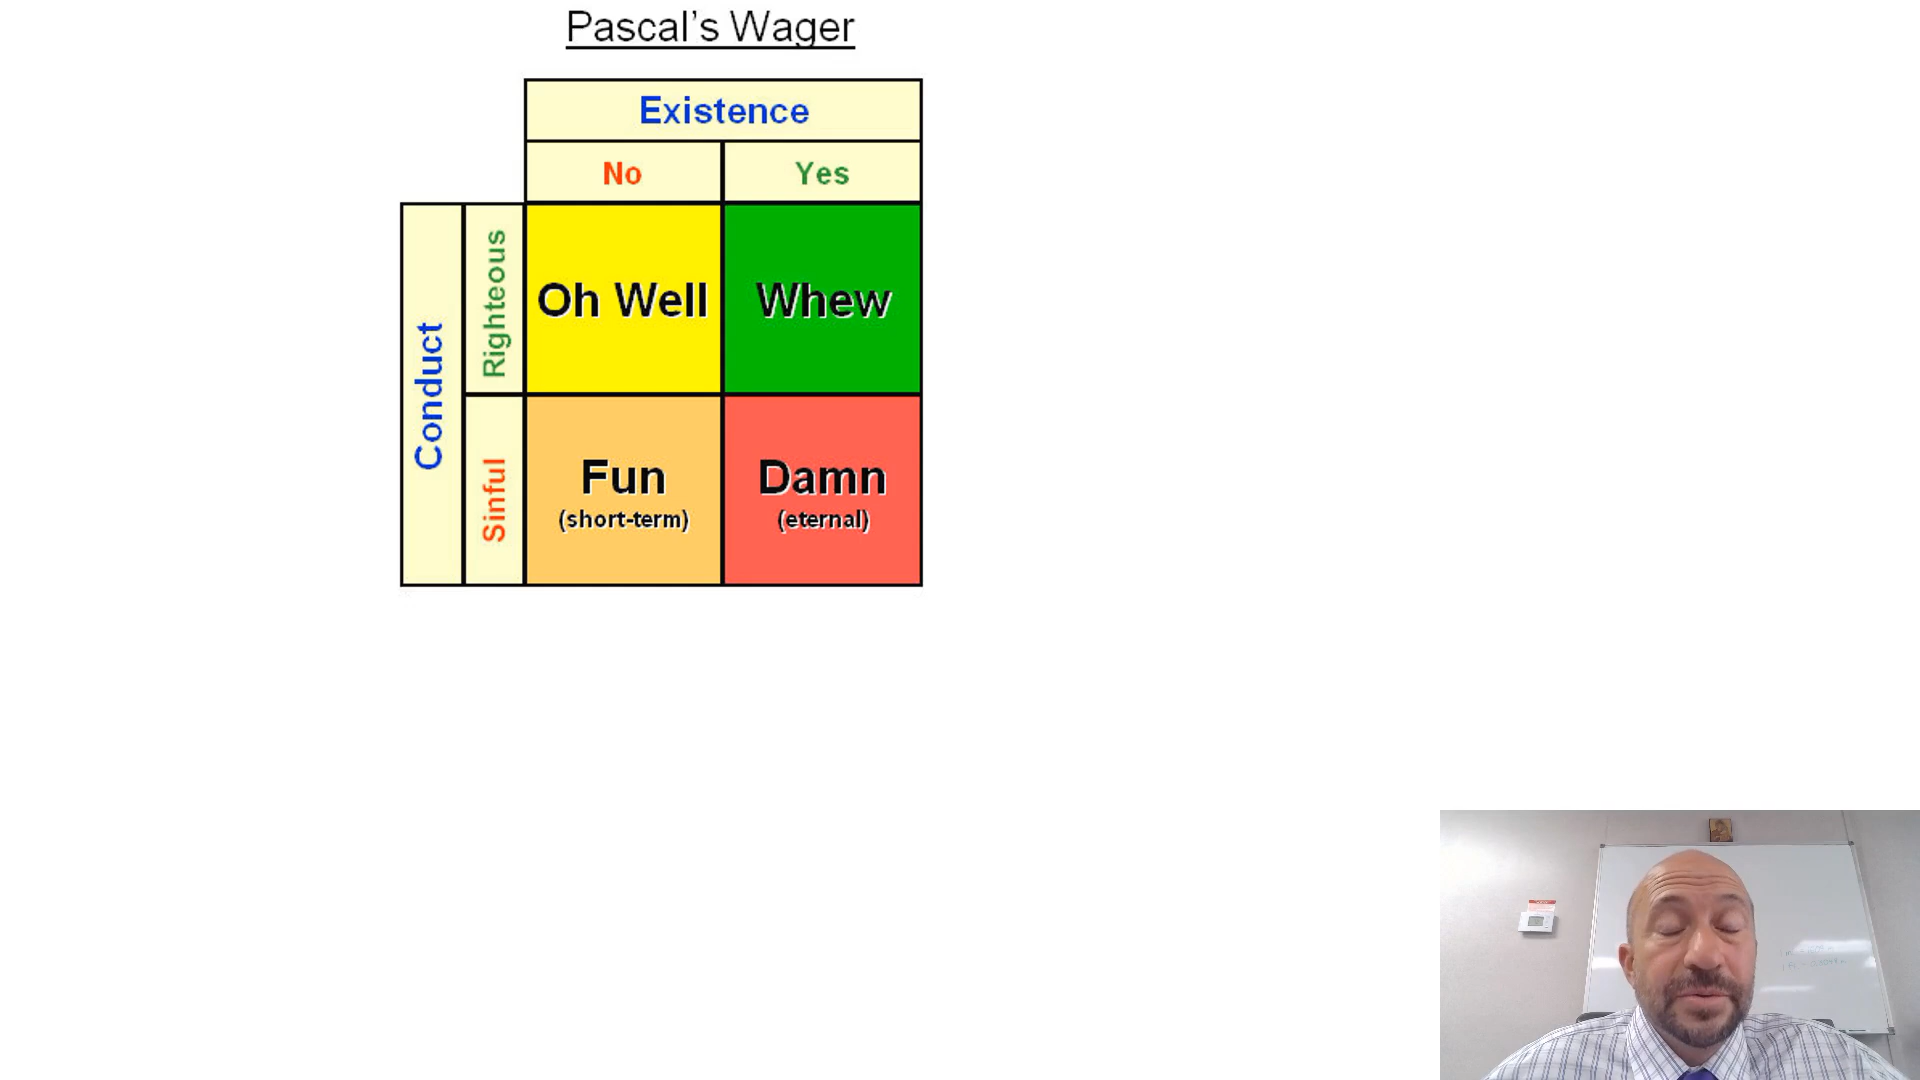 Pascal's Wager
Existence
No Yes
Conduct
Righteous
Oh Well Whew
Sinful
Fun Damn
(short-term) (eternal)